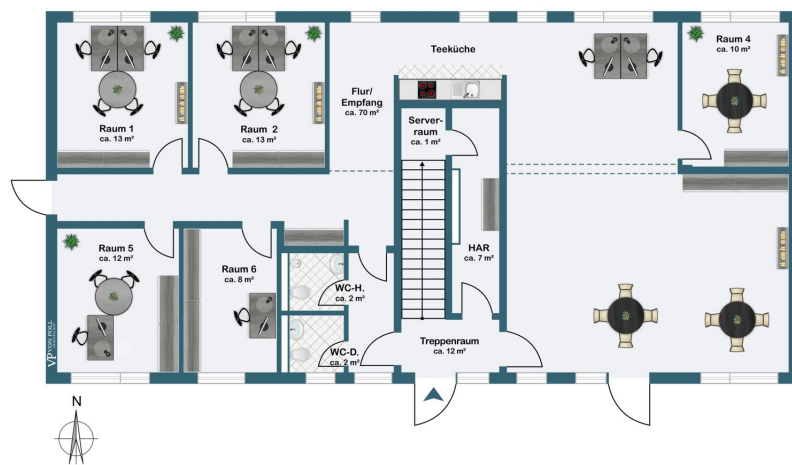 Raum 1
ca. 13 m²
Raum 2
ca. 13 m²
Flur/
Empfang
ca. 70 m²
Teeküche
Server-
raum
ca. 1 m²
Raum 4
ca. 10 m²
Raum 5
ca. 12 m²
Raum 6
ca. 8 m²
WC-H.
ca. 2 m²
WC-D.
ca. 2 m²
HAR
ca. 7 m²
Treppenraum
ca. 12 m²
VP VON POLL
N